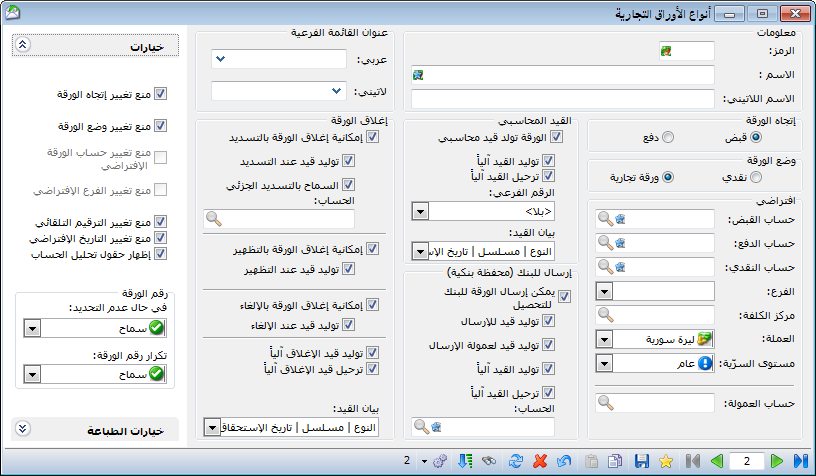 أنواع الأوراق التجارية
معلومات
الرمز:
الاسم :
الاسم اللاتيني:
عنوان القائمة الفرعية
عربي:
لاتيني:
إتجاه الورقة
قبض
دفع
وضع الورقة
نقدي
ورقة تجارية
افتراضي
حساب القبض:
حساب الدفع:
حساب النقدي:
الفرع:
مركز الكلفة:
العملة:
ليرة سورية
مستوى السرّية:
عام
حساب العمولة:
القيد المحاسبي
الورقة تولد قيد محاسبي
توليد القيد آلياً
ترحيل القيد آلياً
الرقم الفرعي:
<بلا>
بيان القيد:
النوع | مسلسل | تاريخ الإس
إرسال للبنك (محفظة بنكية)
يمكن إرسال الورقة للبنك
للتحصيل
توليد قيد للإرسال
توليد قيد لعمولة الإرسال
توليد القيد آلياً
ترحيل القيد آلياً
الحساب:
إغلاق الورقة
إمكانية إغلاق الورقة بالتسديد
توليد قيد عند التسديد
السماح بالتسديد الجزئي
الحساب:
إمكانية إغلاق الورقة بالتظهير
توليد قيد عند التظهير
إمكانية إغلاق الورقة بالإلغاء
توليد قيد عند الإلغاء
توليد قيد الإغلاق آلياً
ترحيل قيد الإغلاق آلياً
بيان القيد:
النوع | مسلسل | تاريخ الإستحقاق
خيارات
منع تغيير إتجاه الورقة
منع تغيير وضع الورقة
منع تغيير حساب الورقة
الإفتراضي
منع تغيير الفرع الإفتراضي
منع تغيير الترقيم التلقائي
منع تغيير التاريخ الإفتراضي
إظهار حقول تحليل الحساب
رقم الورقة
في حال عدم التحديد:
سماح
تكرار رقم الورقة:
سماح
خيارات الطباعة
2
2